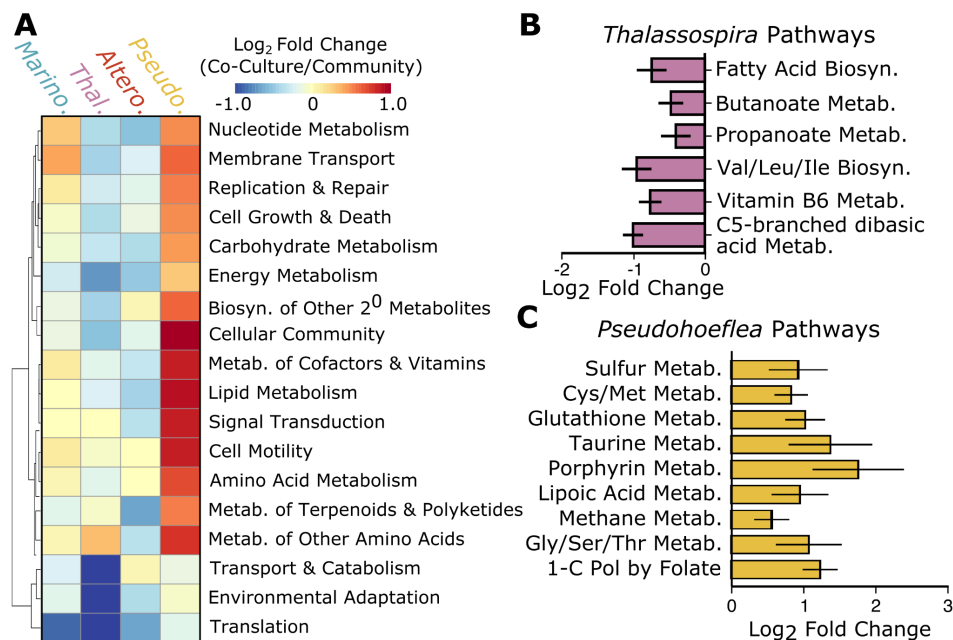 A
Marino.
Thal.
Altero.
Pseudo.
Log2 Fold Change
(Co-Culture/Community)
-1.0 0 1.0
Nucleotide Metabolism
Membrane Transport
Replication & Repair
Cell Growth & Death
Carbohydrate Metabolism
Energy Metabolism
Biosyn. of Other 2⁰ Metabolites
Cellular Community
Metab. of Cofactors & Vitamins
Lipid Metabolism
Signal Transduction
Cell Motility
Amino Acid Metabolism
Metab. of Terpenoids & Polyketides
Metab. of Other Amino Acids
Transport & Catabolism
Environmental Adaptation
Translation
B
Thalassospira Pathways
Fatty Acid Biosyn.
Butanoate Metab.
Propanoate Metab.
Val/Leu/Ile Biosyn.
Vitamin B6 Metab.
C5-branched dibasic
acid Metab.
-2 -1 0
Log2 Fold Change
C
Pseudohoeflea Pathways
Sulfur Metab.
Cys/Met Metab.
Glutathione Metab.
Taurine Metab.
Porphyrin Metab.
Lipoic Acid Metab.
Methane Metab.
Gly/Ser/Thr Metab.
1-C Pol by Folate
0 1 2 3
Log2 Fold Change